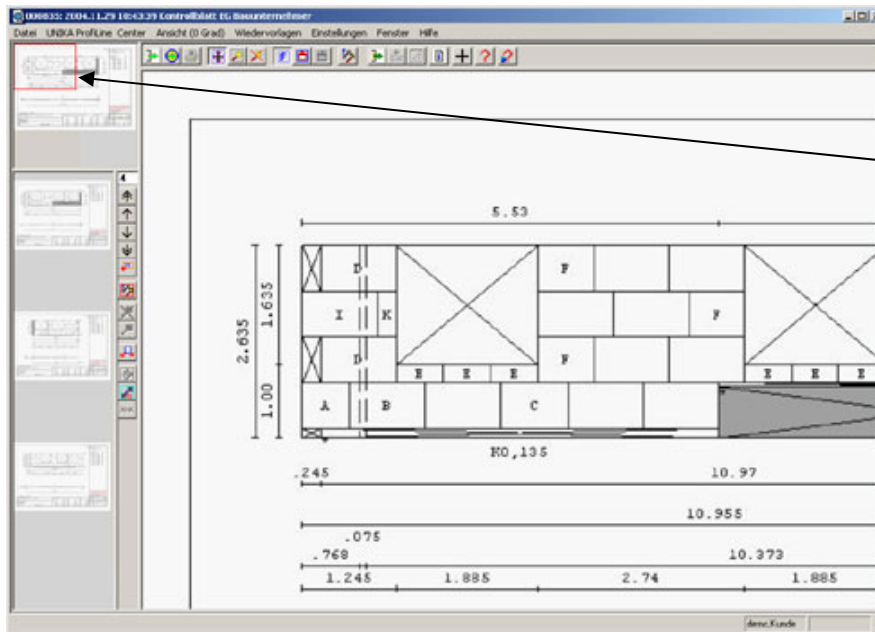 000835: 2004.11.29 10:43:39 Kontrollblatt EG Bauunternehmer
Datei UNIKA ProfiLine Center Ansicht (0 Grad) Wiedervorlagen Einstellungen Fenster Hilfe
4
5.53
D F
1.635
I K F
2.635
D F
E E E E E E
1.00
A B C
K0,135
.245 10.97
10.955
.075
.768 10.373
1.245 1.885 2.74 1.885
demo,Kunde